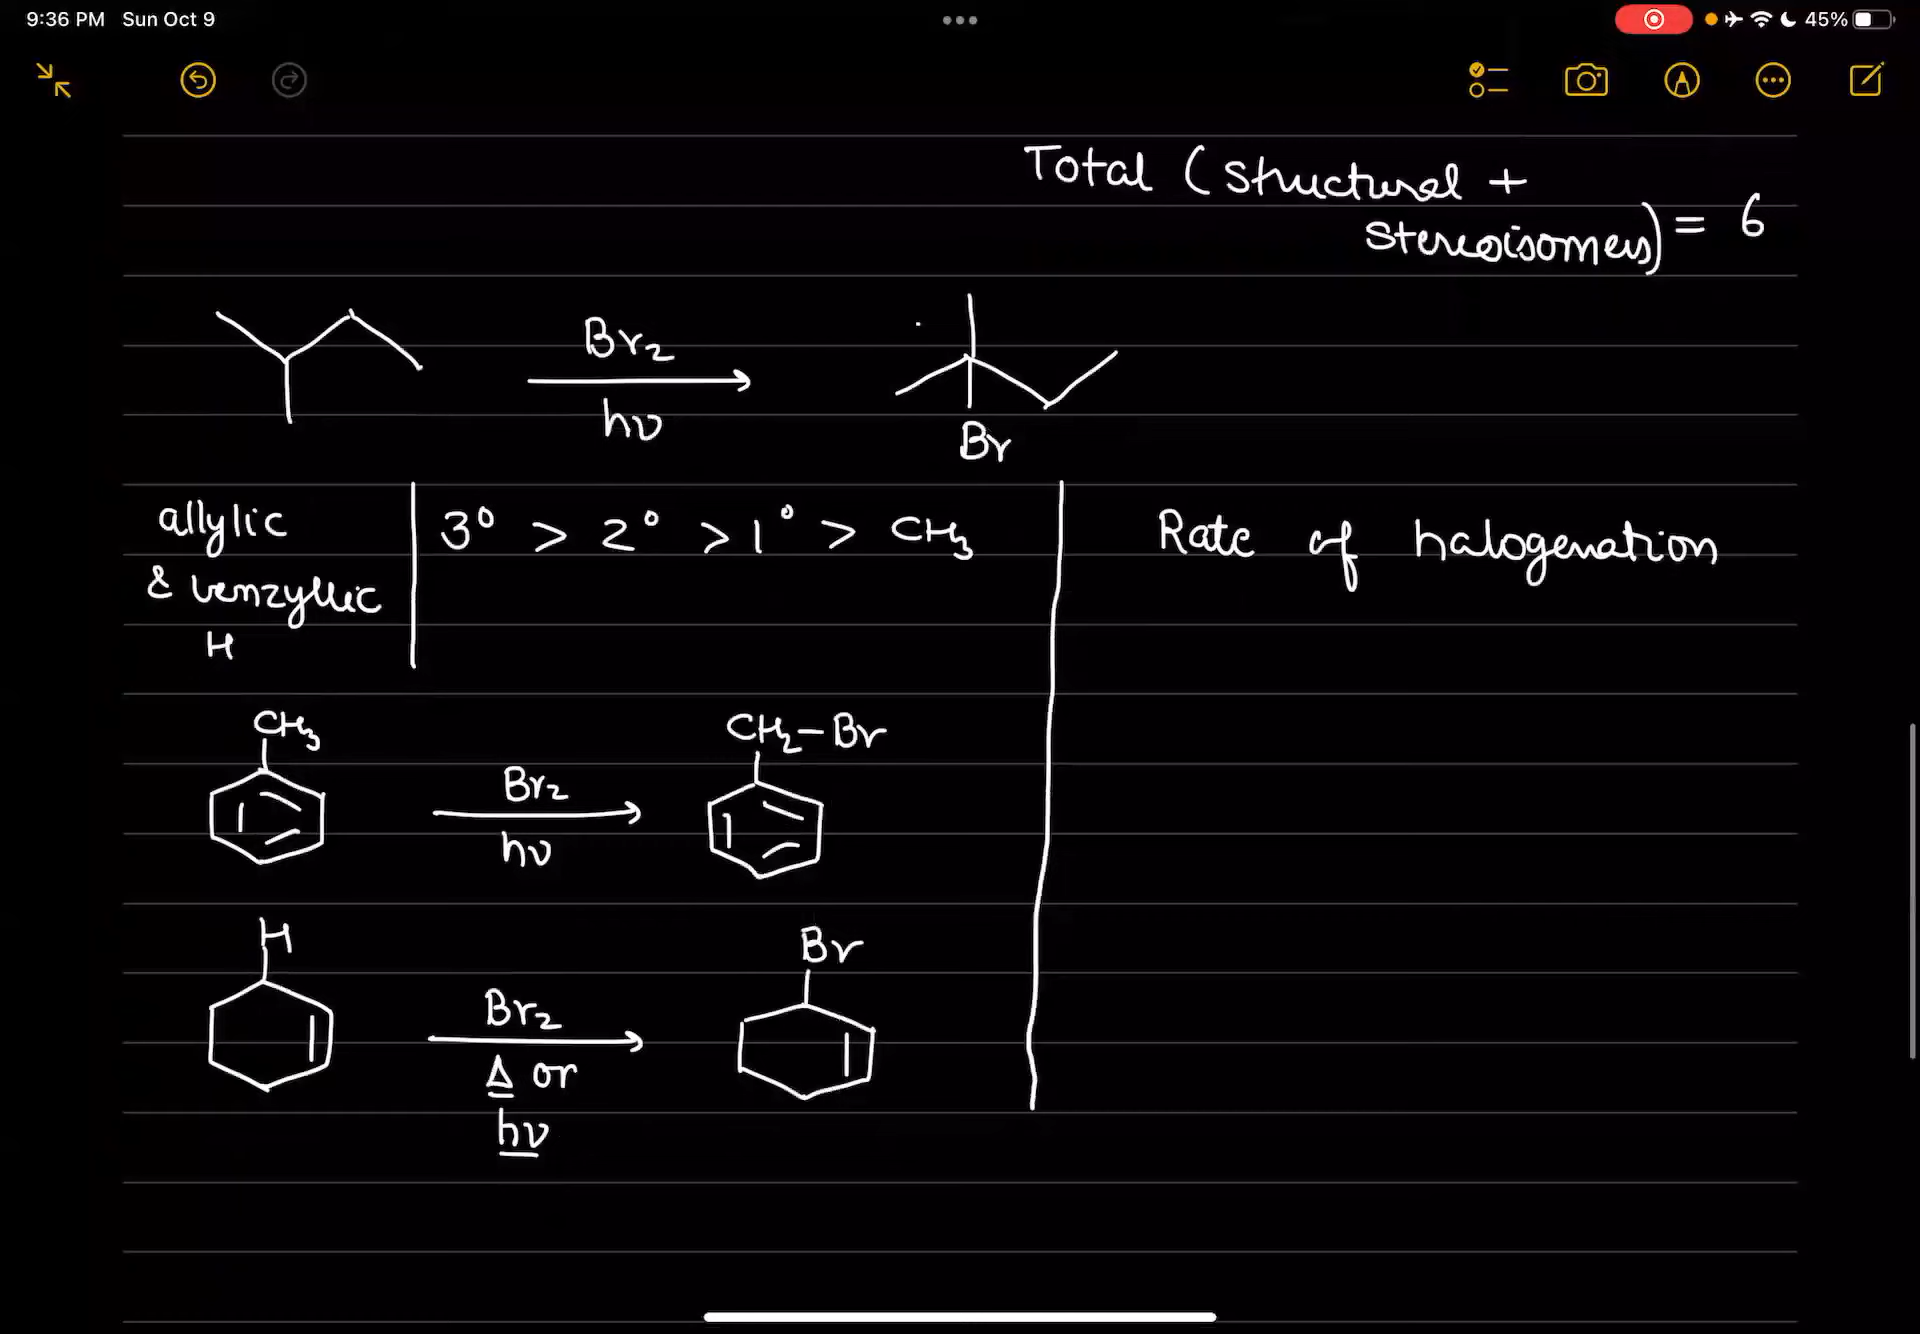 9:36 PM Sun Oct 9
45%
Total (structural +
stereoisomers) = 6
Br₂
hν
Br
allylic
& benzyllic
H
3° > 2° > 1° > CH₃
Rate of halogenation
CH₃
Br₂
hν
CH₂-Br
H
Br₂
Δ or
hν
Br